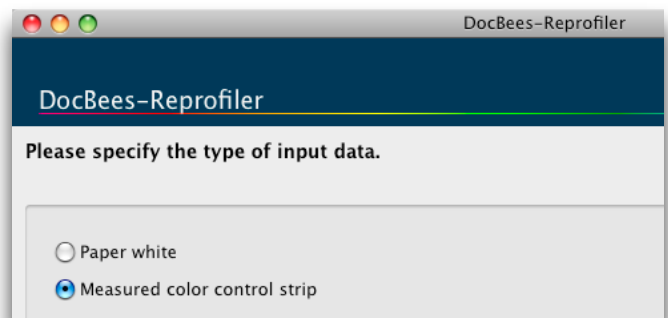 DocBees-Reprofiler
DocBees-Reprofiler
Please specify the type of input data.
Paper white
Measured color control strip